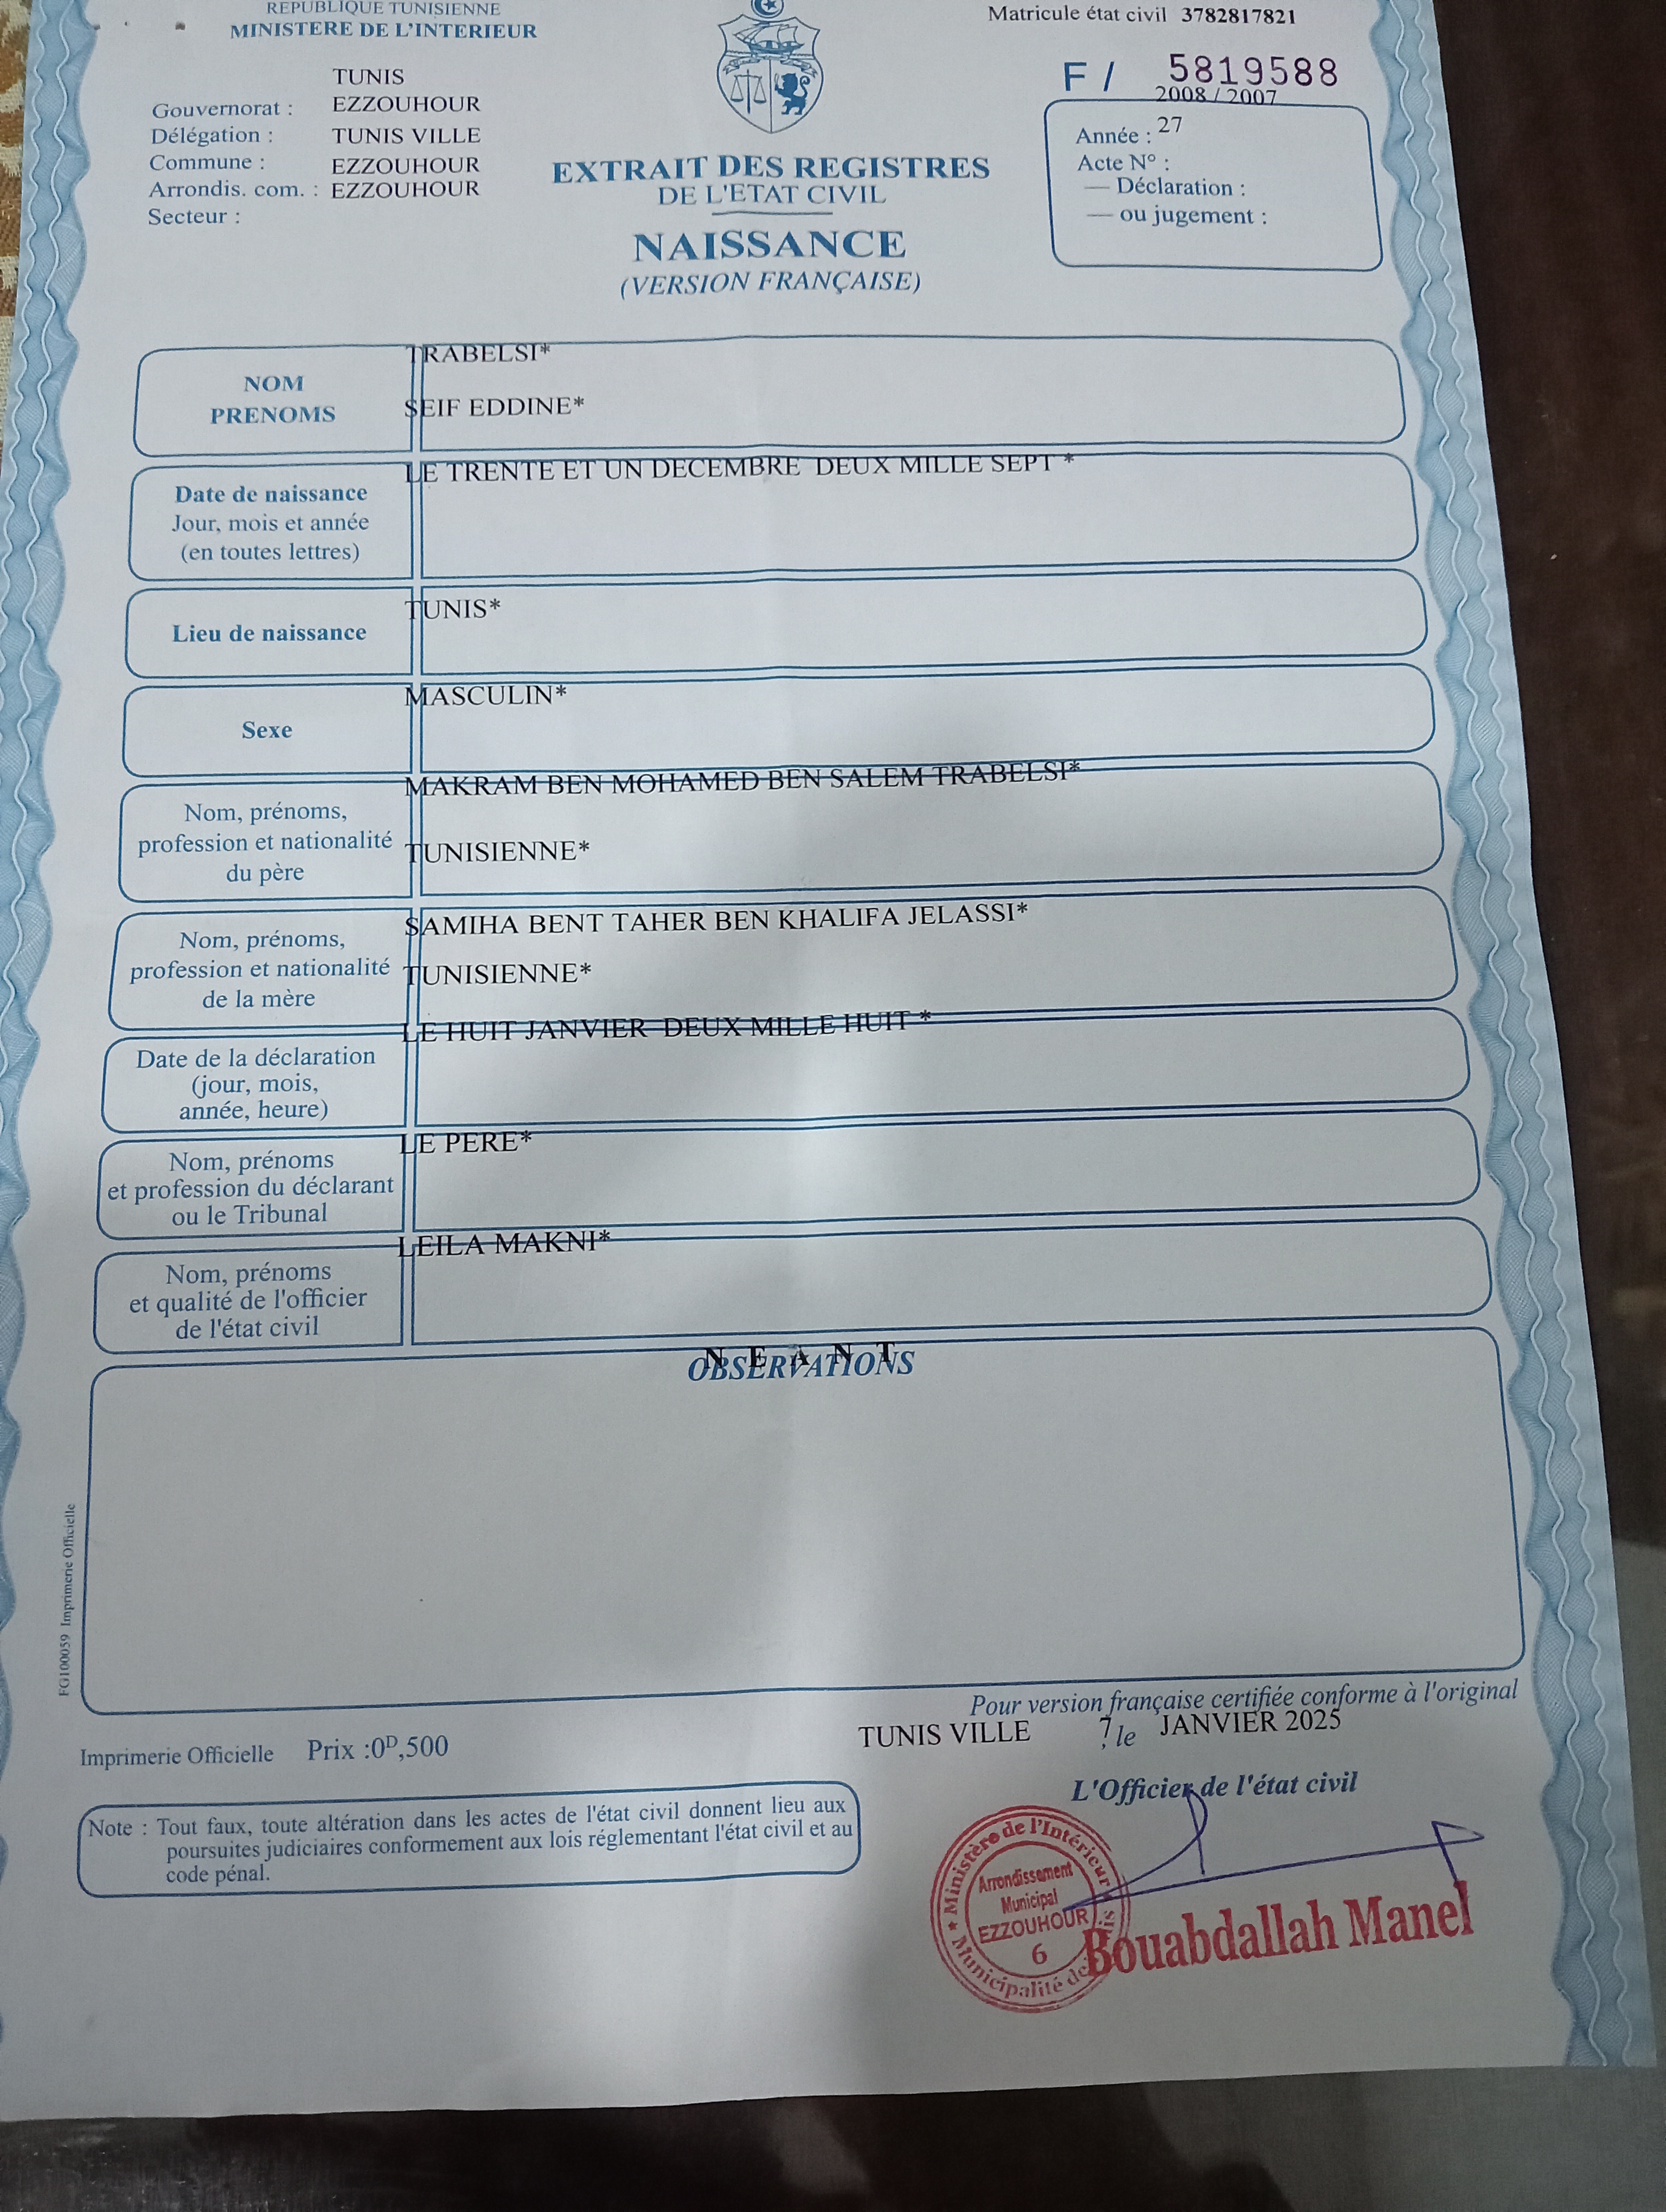 REPUBLIQUE TUNISIENNE
MINISTERE DE L'INTERIEUR
Matricule état civil 3782817821
F / 5819588
2008 / 2007
TUNIS
Gouvernorat : EZZOUHOUR
Délégation : TUNIS VILLE
Commune : EZZOUHOUR
Arrondis. com. : EZZOUHOUR
Secteur :
Année : 27
Acte N° :
— Déclaration :
— ou jugement :
EXTRAIT DES REGISTRES
DE L'ETAT CIVIL
NAISSANCE
(VERSION FRANÇAISE)
NOM
PRENOMS
TRABELSI*
SEIF EDDINE*
Date de naissance
Jour, mois et année
(en toutes lettres)
LE TRENTE ET UN DECEMBRE DEUX MILLE SEPT *
Lieu de naissance
TUNIS*
Sexe
MASCULIN*
Nom, prénoms,
profession et nationalité
du père
MAKRAM BEN MOHAMED BEN SALEM TRABELSI*
TUNISIENNE*
Nom, prénoms,
profession et nationalité
de la mère
SAMIHA BENT TAHER BEN KHALIFA JELASSI*
TUNISIENNE*
Date de la déclaration
(jour, mois,
année, heure)
LE HUIT JANVIER DEUX MILLE HUIT *
Nom, prénoms
et profession du déclarant
ou le Tribunal
LE PERE*
Nom, prénoms
et qualité de l'officier
de l'état civil
LEILA MAKNI*
N E A N T
OBSERVATIONS
FG100059 Imprimerie Officielle
Pour version française certifiée conforme à l'original
TUNIS VILLE 7 le JANVIER 2025
Imprimerie Officielle Prix :0D,500
L'Officier de l'état civil
Note : Tout faux, toute altération dans les actes de l'état civil donnent lieu aux
poursuites judiciaires conformement aux lois réglementant l'état civil et au
code pénal.
Ministère de l'Intérieur
Arrondissement
Municipal
EZZOUHOUR
6
Municipalité de
Bouabdallah Manel